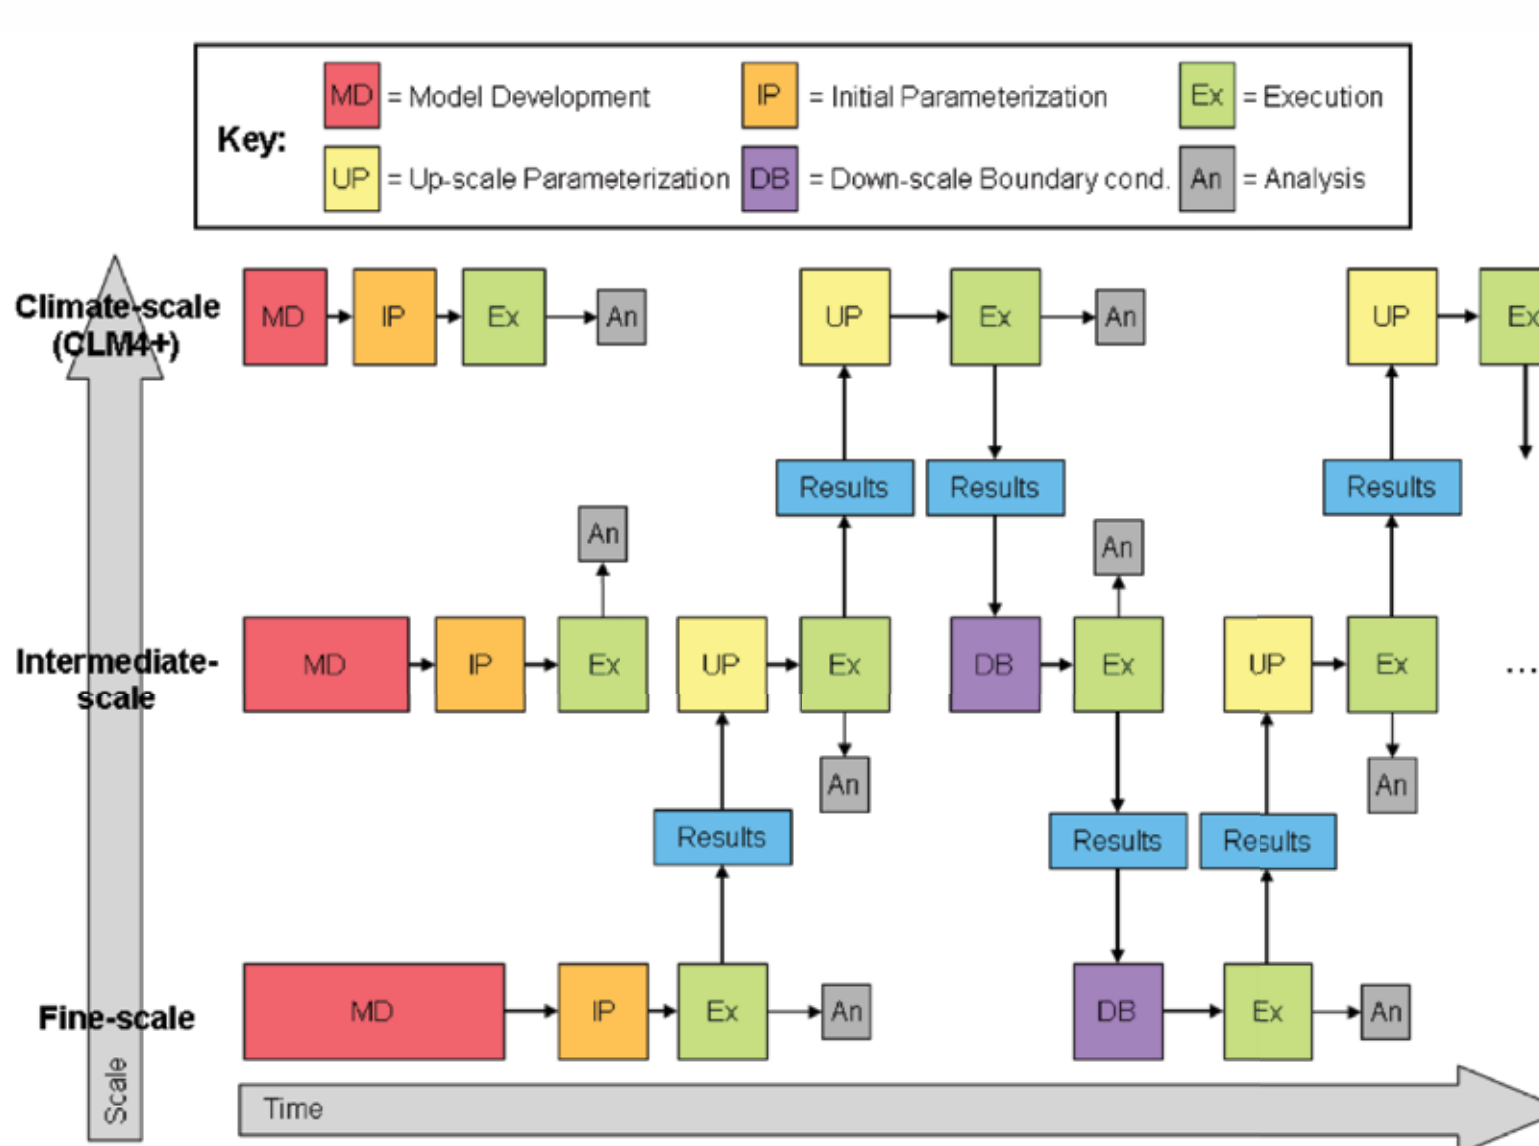 MD = Model Development IP = Initial Parameterization Ex = Execution
Key:
UP = Up-scale Parameterization DB = Down-scale Boundary cond. An = Analysis
Climate-scale
(CLM4+)
MD IP Ex An UP Ex An UP Ex
Results Results Results
An An
Intermediate-
scale
MD IP Ex UP Ex DB Ex UP Ex ...
An An
Results Results Results
Fine-scale
MD IP Ex An DB Ex An
Scale
Time